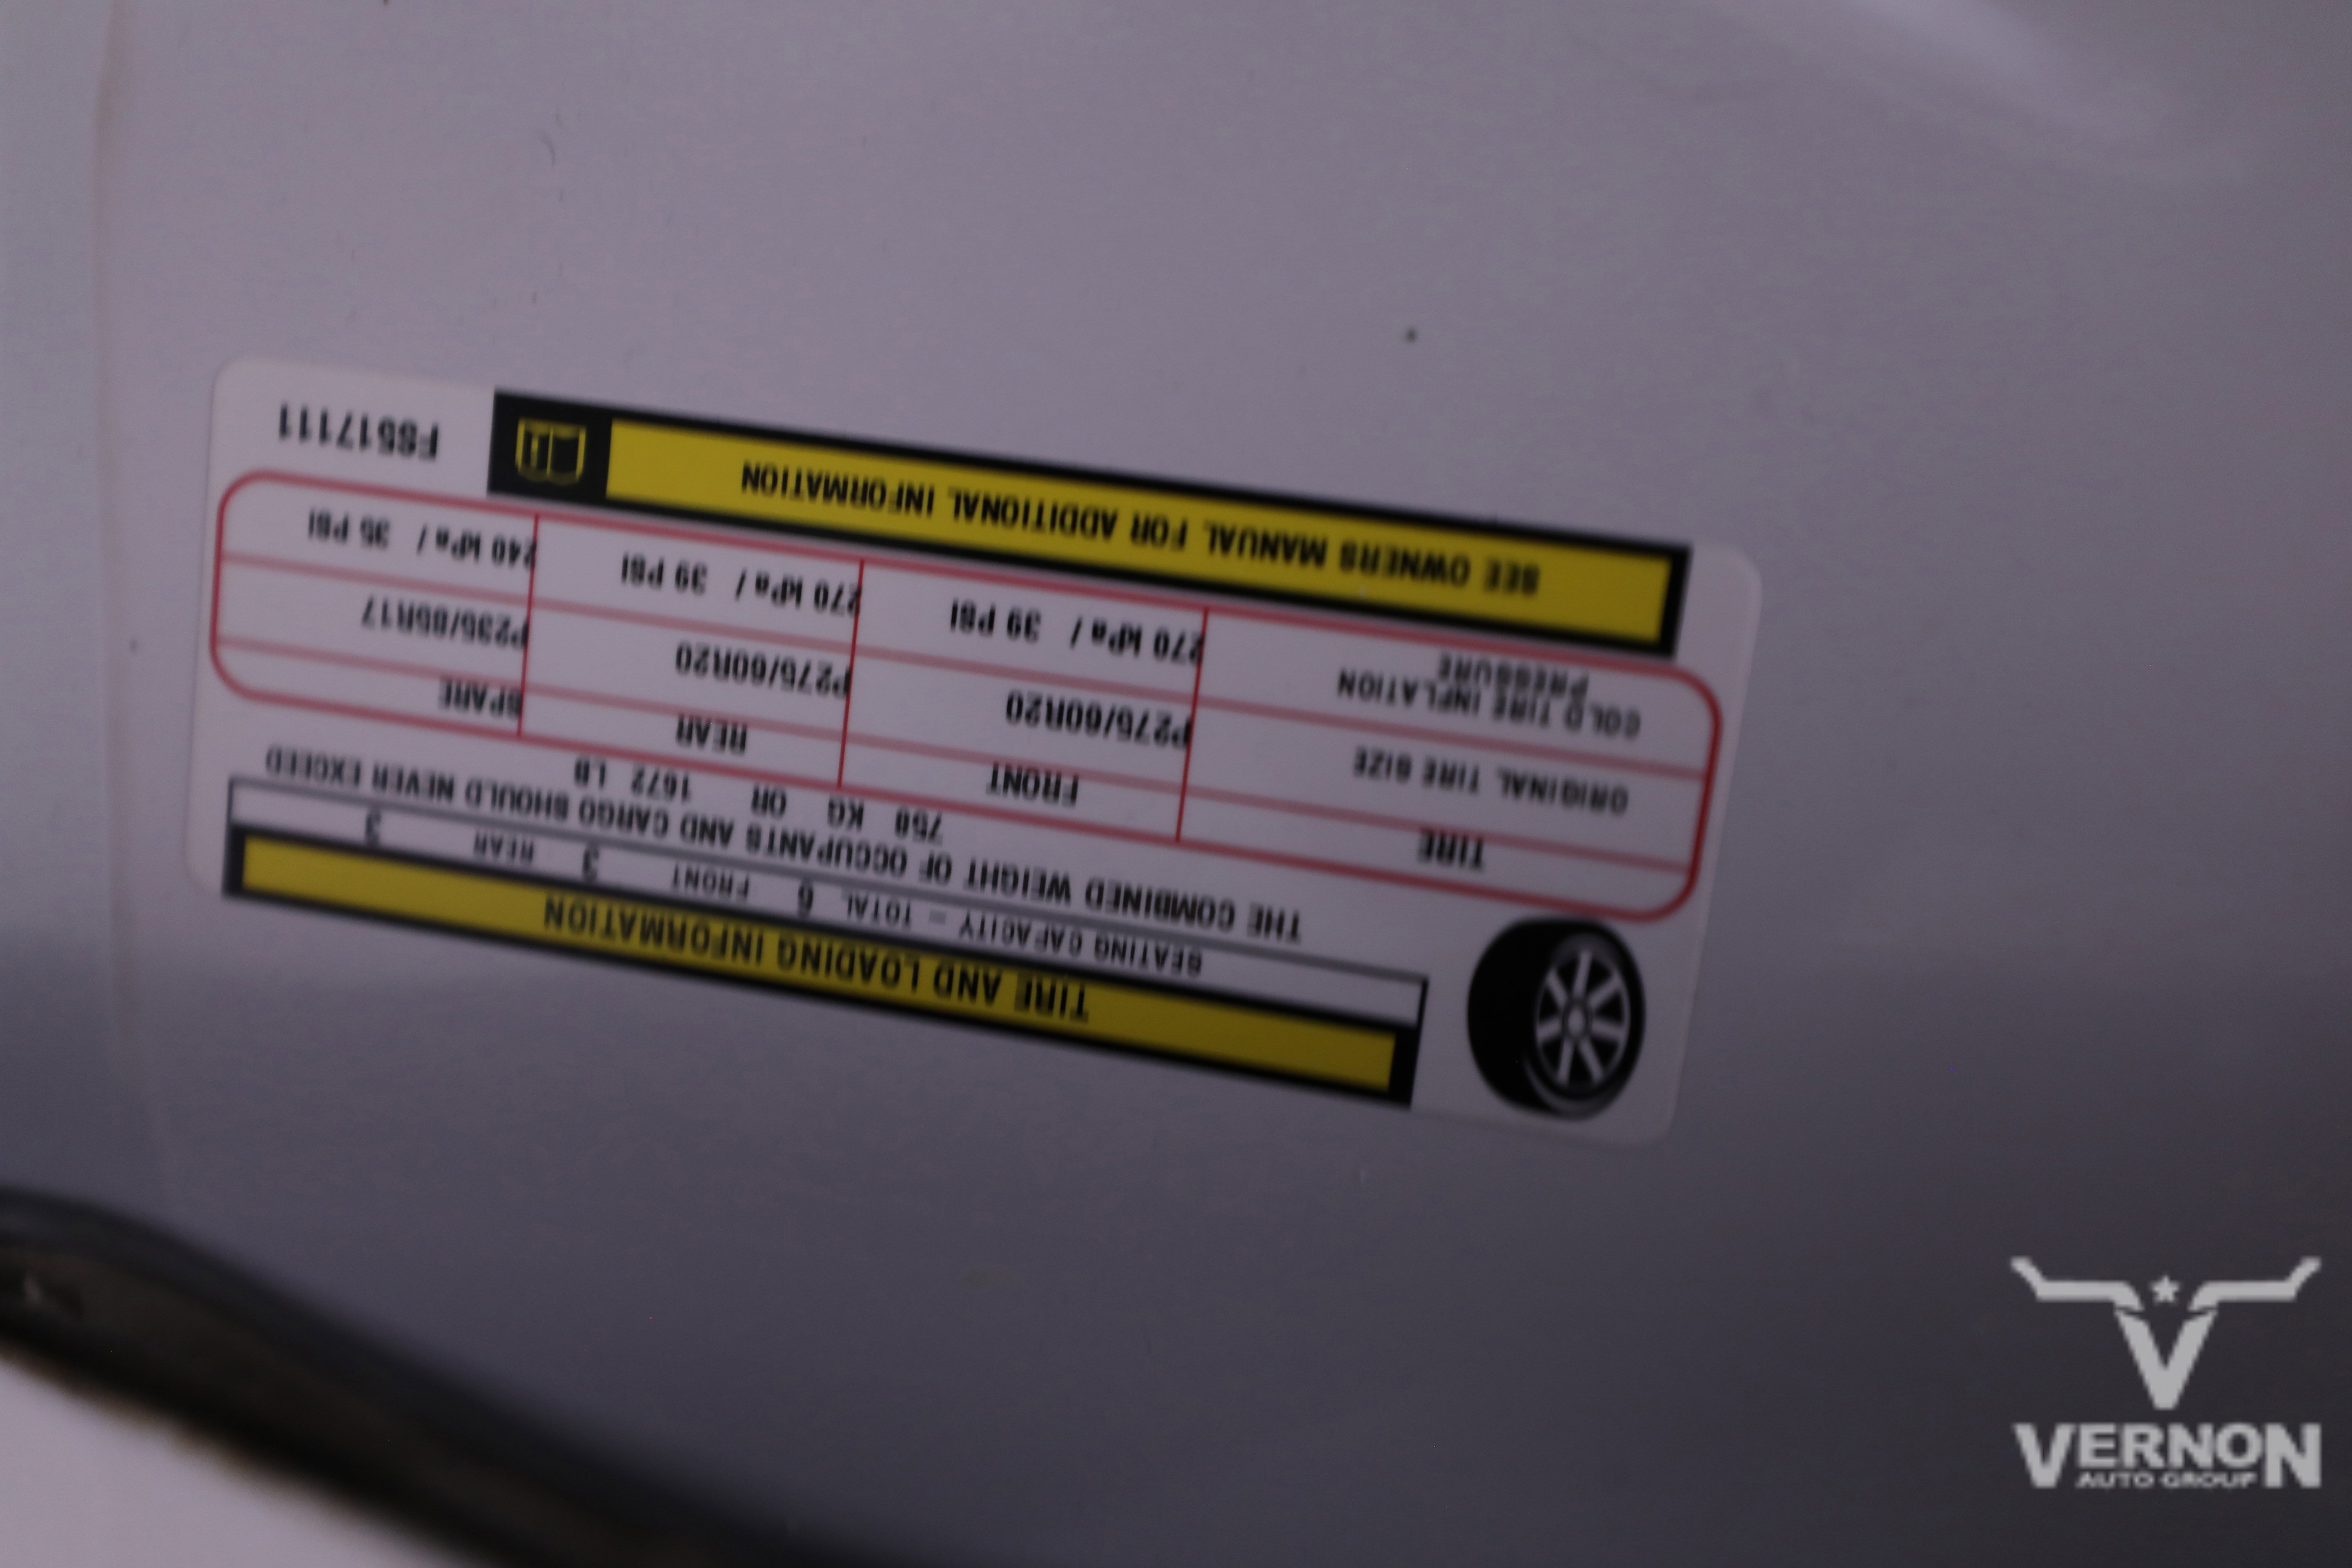 TIRE AND LOADING INFORMATION
SEATING CAPACITY – TOTAL 6 FRONT 3 REAR 3
THE COMBINED WEIGHT OF OCCUPANTS AND CARGO SHOULD NEVER EXCEED
758 KG OR 1672 LB
TIRE FRONT REAR SPARE
ORIGINAL TIRE SIZE P275/60R20 P275/60R20 P235/85R17
COLD TIRE INFLATION PRESSURE 270 kPa / 39 PSI 270 kPa / 39 PSI 240 kPa / 35 PSI
SEE OWNERS MANUAL FOR ADDITIONAL INFORMATION
FS517111
VERNON
AUTO GROUP